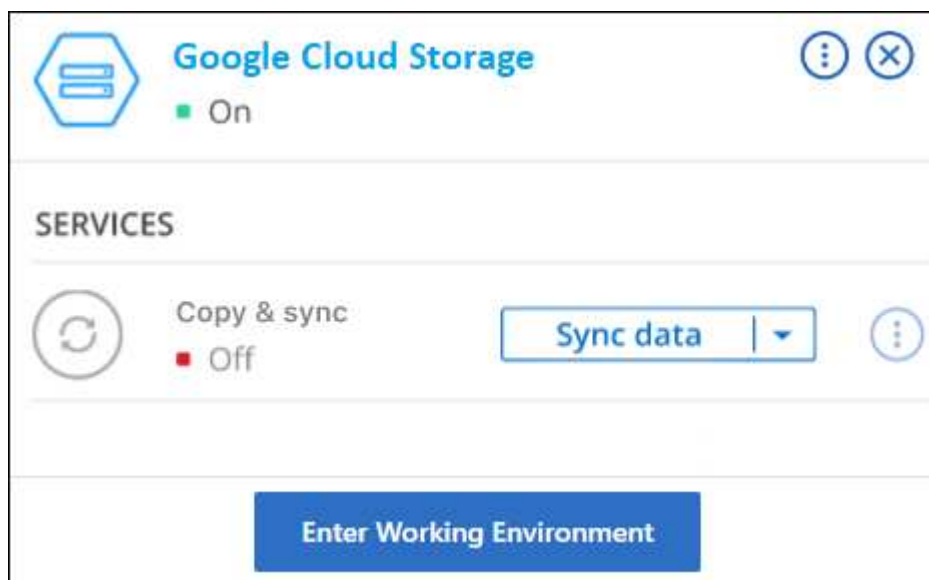 Google Cloud Storage
On
SERVICES
Copy & sync
Off
Sync data
Enter Working Environment